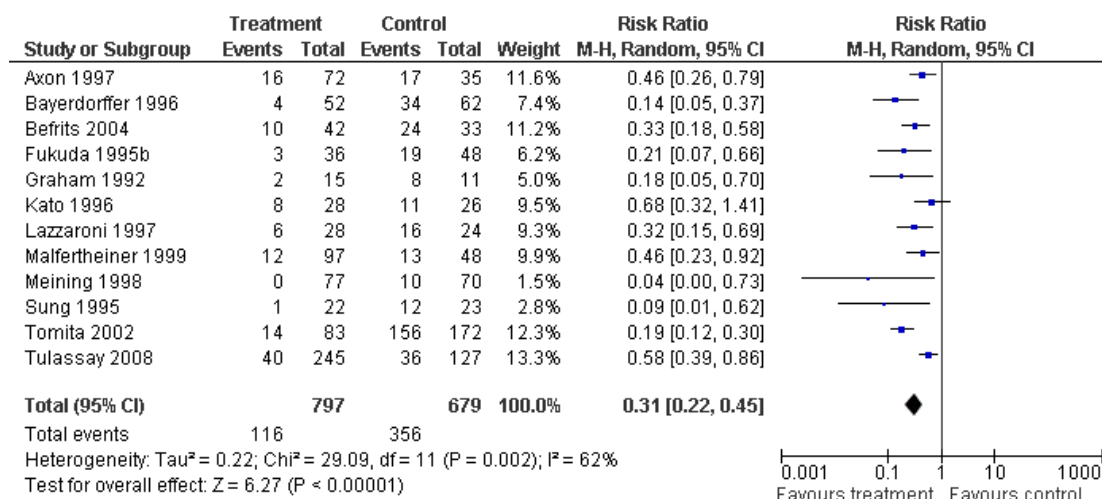 Treatment Control Risk Ratio Risk Ratio
Study or Subgroup Events Total Events Total Weight M-H, Random, 95% CI M-H, Random, 95% CI
Axon 1997 16 72 17 35 11.6% 0.46 [0.26, 0.79]
Bayerdorffer 1996 4 52 34 62 7.4% 0.14 [0.05, 0.37]
Befrits 2004 10 42 24 33 11.2% 0.33 [0.18, 0.58]
Fukuda 1995b 3 36 19 48 6.2% 0.21 [0.07, 0.66]
Graham 1992 2 15 8 11 5.0% 0.18 [0.05, 0.70]
Kato 1996 8 28 11 26 9.5% 0.68 [0.32, 1.41]
Lazzaroni 1997 6 28 16 24 9.3% 0.32 [0.15, 0.69]
Malfertheiner 1999 12 97 13 48 9.9% 0.46 [0.23, 0.92]
Meining 1998 0 77 10 70 1.5% 0.04 [0.00, 0.73]
Sung 1995 1 22 12 23 2.8% 0.09 [0.01, 0.62]
Tomita 2002 14 83 156 172 12.3% 0.19 [0.12, 0.30]
Tulassay 2008 40 245 36 127 13.3% 0.58 [0.39, 0.86]
Total (95% CI) 797 679 100.0% 0.31 [0.22, 0.45]
Total events 116 356
Heterogeneity: Tau² = 0.22; Chi² = 29.09, df = 11 (P = 0.002); I² = 62%
Test for overall effect: Z = 6.27 (P < 0.00001)
0.001 0.1 1 10 1000
Favours treatment Favours control